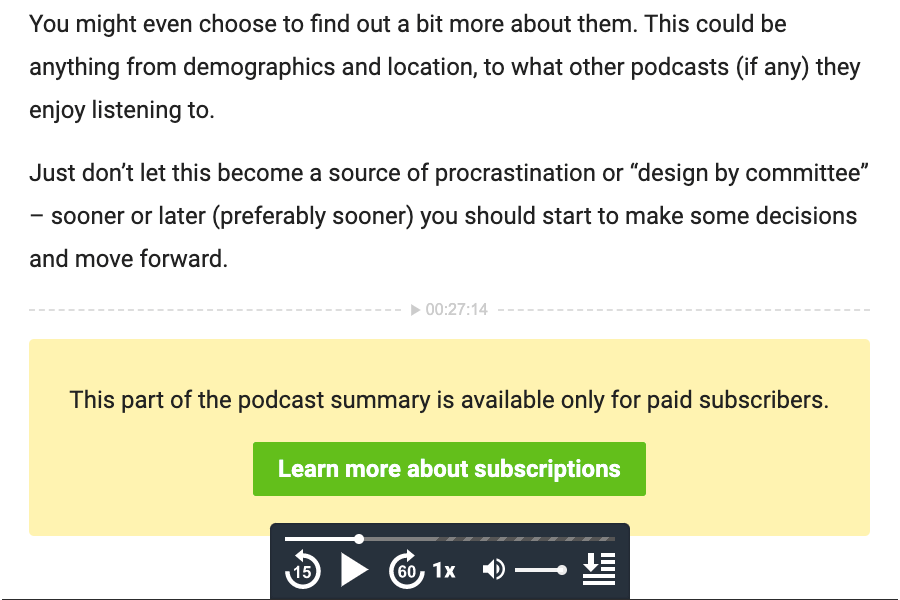 You might even choose to find out a bit more about them. This could be
anything from demographics and location, to what other podcasts (if any) they
enjoy listening to.
Just don’t let this become a source of procrastination or “design by committee”
– sooner or later (preferably sooner) you should start to make some decisions
and move forward.
00:27:14
This part of the podcast summary is available only for paid subscribers.
Learn more about subscriptions
15 60 1x